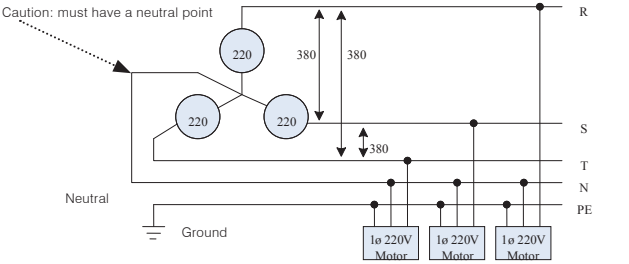 Caution: must have a neutral point
R
220
380
380
220
220
S
380
T
N
Neutral
PE
Ground
1ø 220V
Motor
1ø 220V
Motor
1ø 220V
Motor